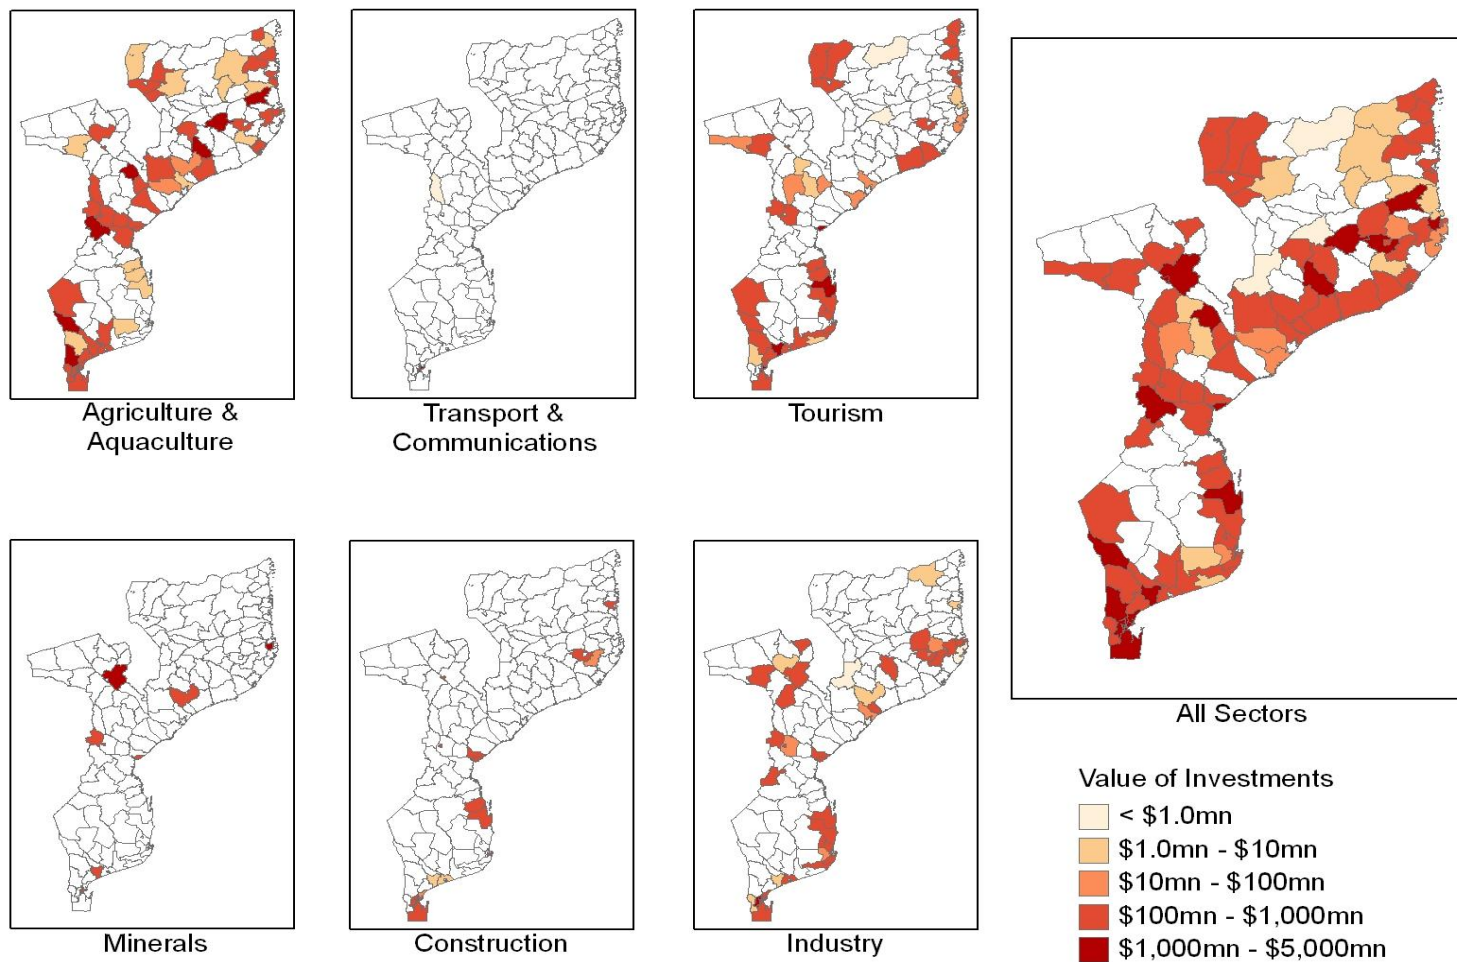 Agriculture &
Aquaculture
Transport &
Communications
Tourism
Minerals
Construction
Industry
All Sectors
Value of Investments
< $1.0mn
$1.0mn - $10mn
$10mn - $100mn
$100mn - $1,000mn
$1,000mn - $5,000mn